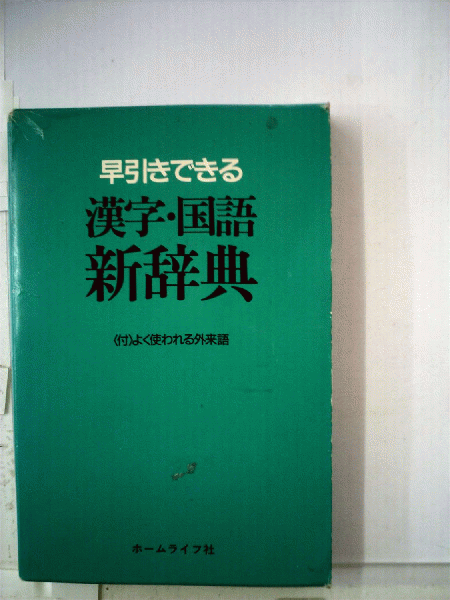 早引きできる
漢字・国語
新辞典
〈付〉よく使われる外来語
ホームライフ社